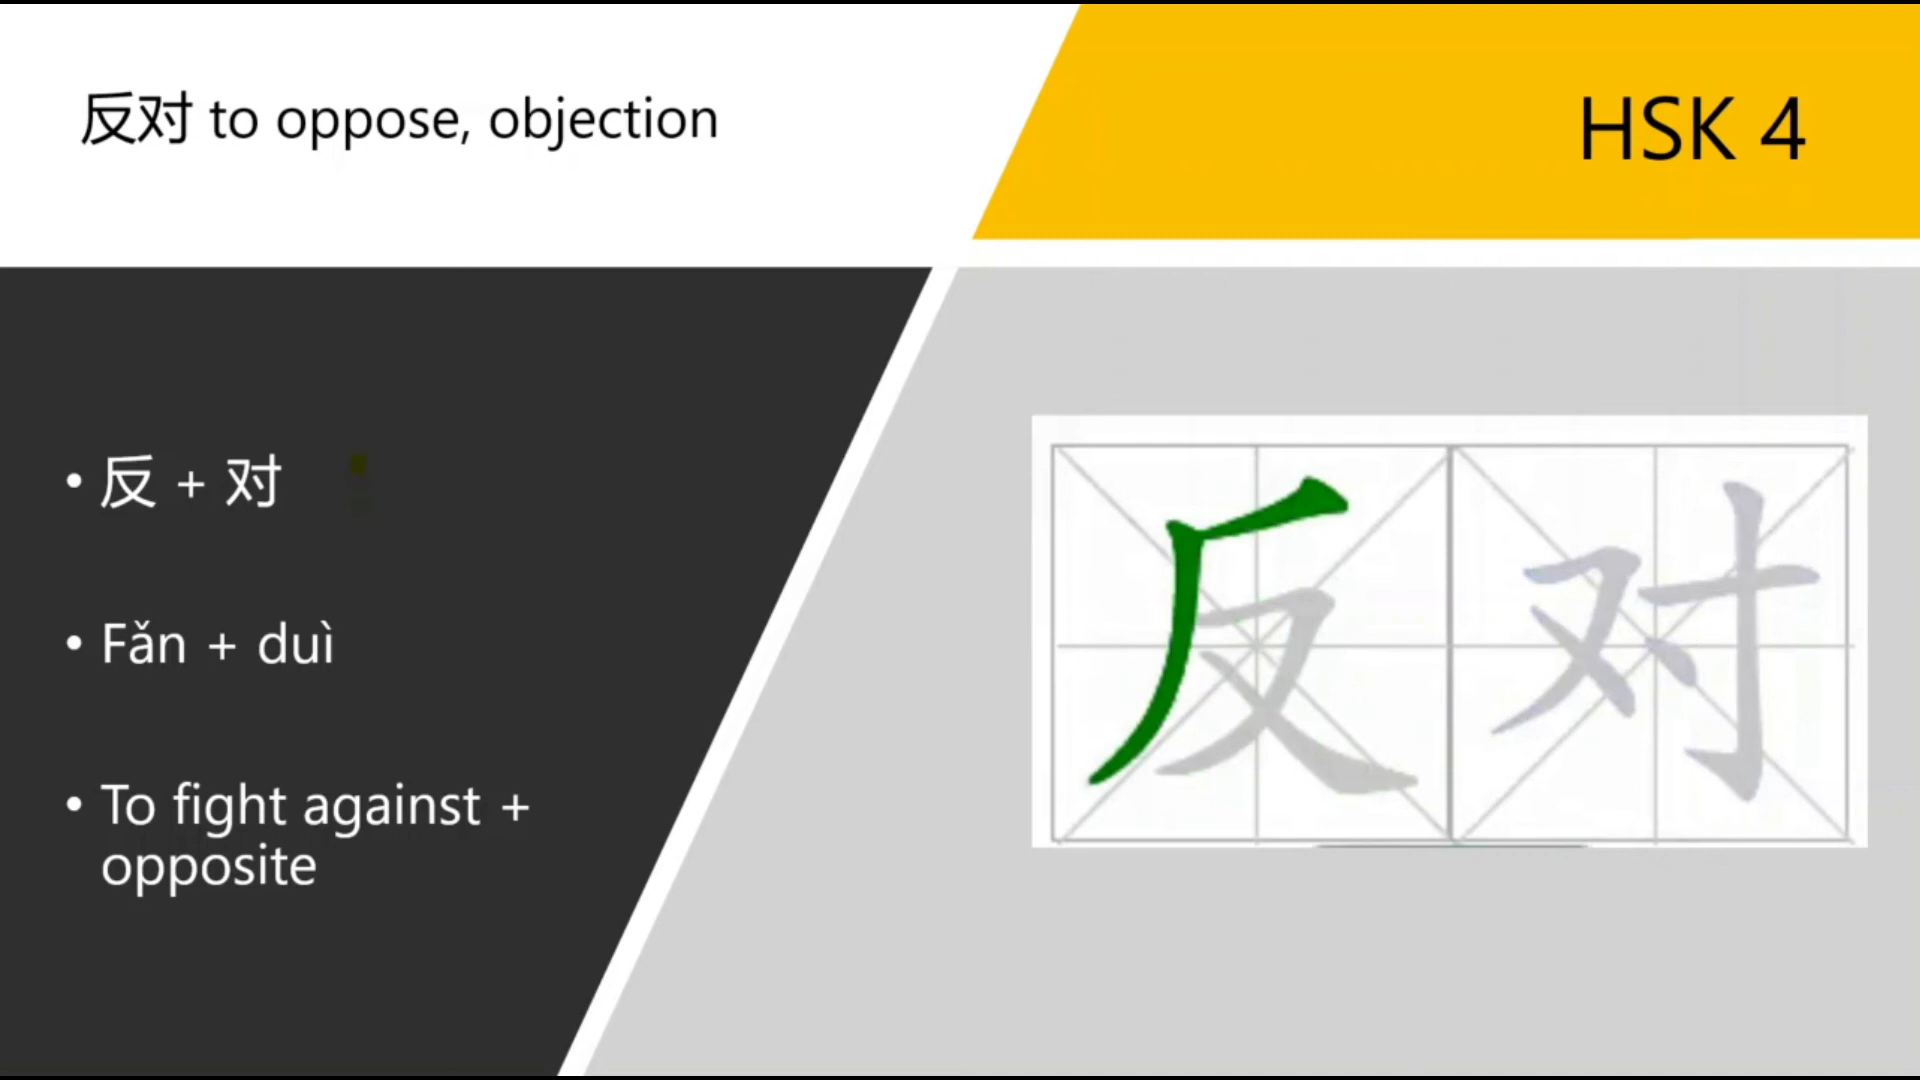 反对 to oppose, objection
HSK 4
• 反 + 对
• Fǎn + duì
• To fight against +
opposite
反对